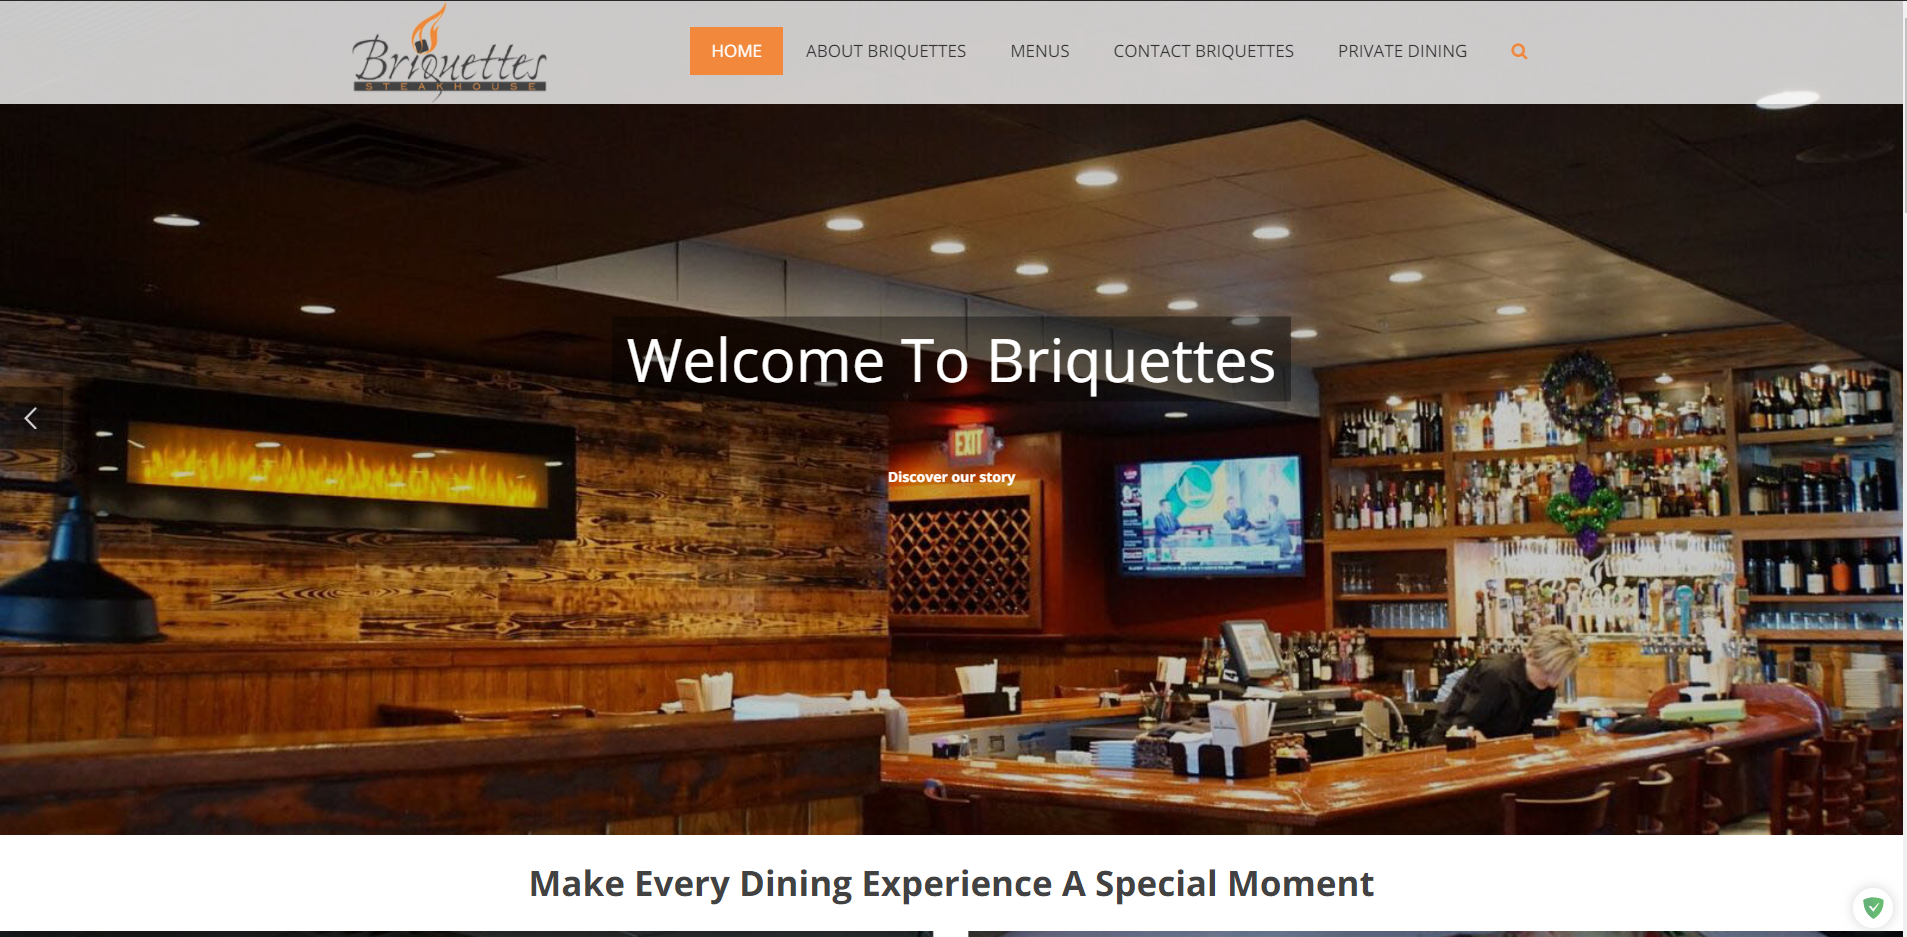 Briquettes
STEAKHOUSE
HOME
ABOUT BRIQUETTES
MENUS
CONTACT BRIQUETTES
PRIVATE DINING
Welcome To Briquettes
EXIT
Discover our story
Make Every Dining Experience A Special Moment